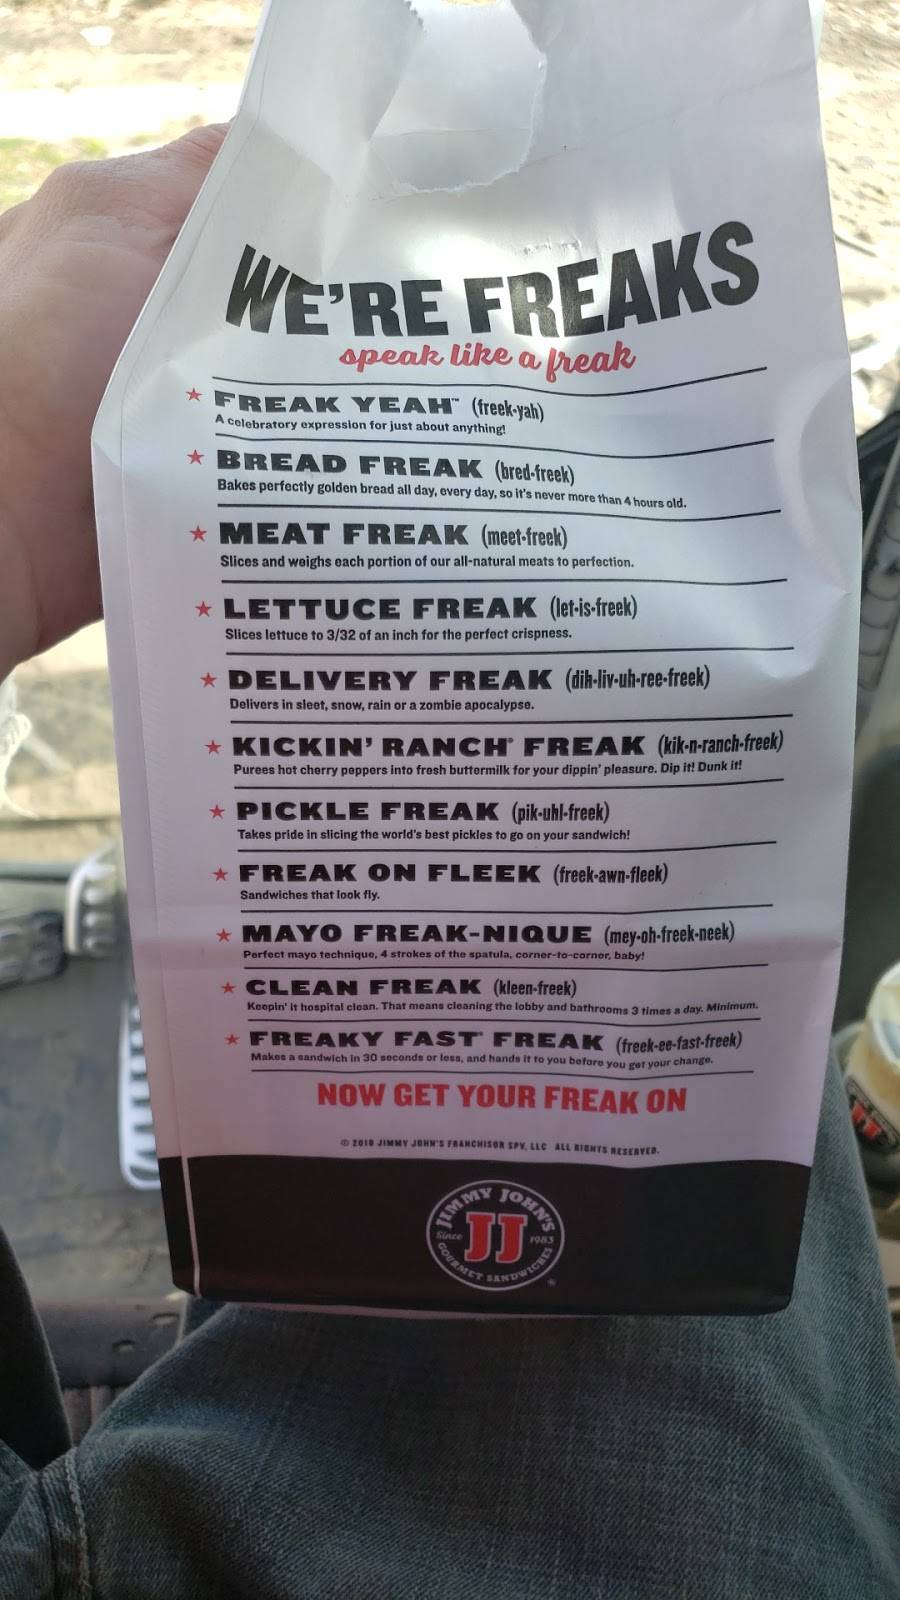 WE'RE FREAKS
speak like a freak
★ FREAK YEAH™ (freek-yah)
A celebratory expression for just about anything!
★ BREAD FREAK (bred-freek)
Bakes perfectly golden bread all day, every day, so it's never more than 4 hours old.
★ MEAT FREAK (meet-freek)
Slices and weighs each portion of our all-natural meats to perfection.
★ LETTUCE FREAK (let-is-freek)
Slices lettuce to 3/32 of an inch for the perfect crispness.
★ DELIVERY FREAK (dih-liv-uh-ree-freek)
Delivers in sleet, snow, rain or a zombie apocalypse.
★ KICKIN' RANCH® FREAK (kik-n-ranch-freek)
Purees hot cherry peppers into fresh buttermilk for your dippin' pleasure. Dip it! Dunk it!
★ PICKLE FREAK (pik-uhl-freek)
Takes pride in slicing the world's best pickles to go on your sandwich!
★ FREAK ON FLEEK (freek-awn-fleek)
Sandwiches that look fly.
★ MAYO FREAK-NIQUE (mey-oh-freek-neek)
Perfect mayo technique, 4 strokes of the spatula, corner-to-corner, baby!
★ CLEAN FREAK (kleen-freek)
Keepin' it hospital clean. That means cleaning the lobby and bathrooms 3 times a day. Minimum.
★ FREAKY FAST® FREAK (freek-ee-fast-freek)
Makes a sandwich in 30 seconds or less, and hands it to you before you get your change.
NOW GET YOUR FREAK ON
© 2018 JIMMY JOHN'S FRANCHISOR SPV, LLC ALL RIGHTS RESERVED.
JIMMY JOHN'S
Since JJ 1983
GOURMET SANDWICHES
®
JJ